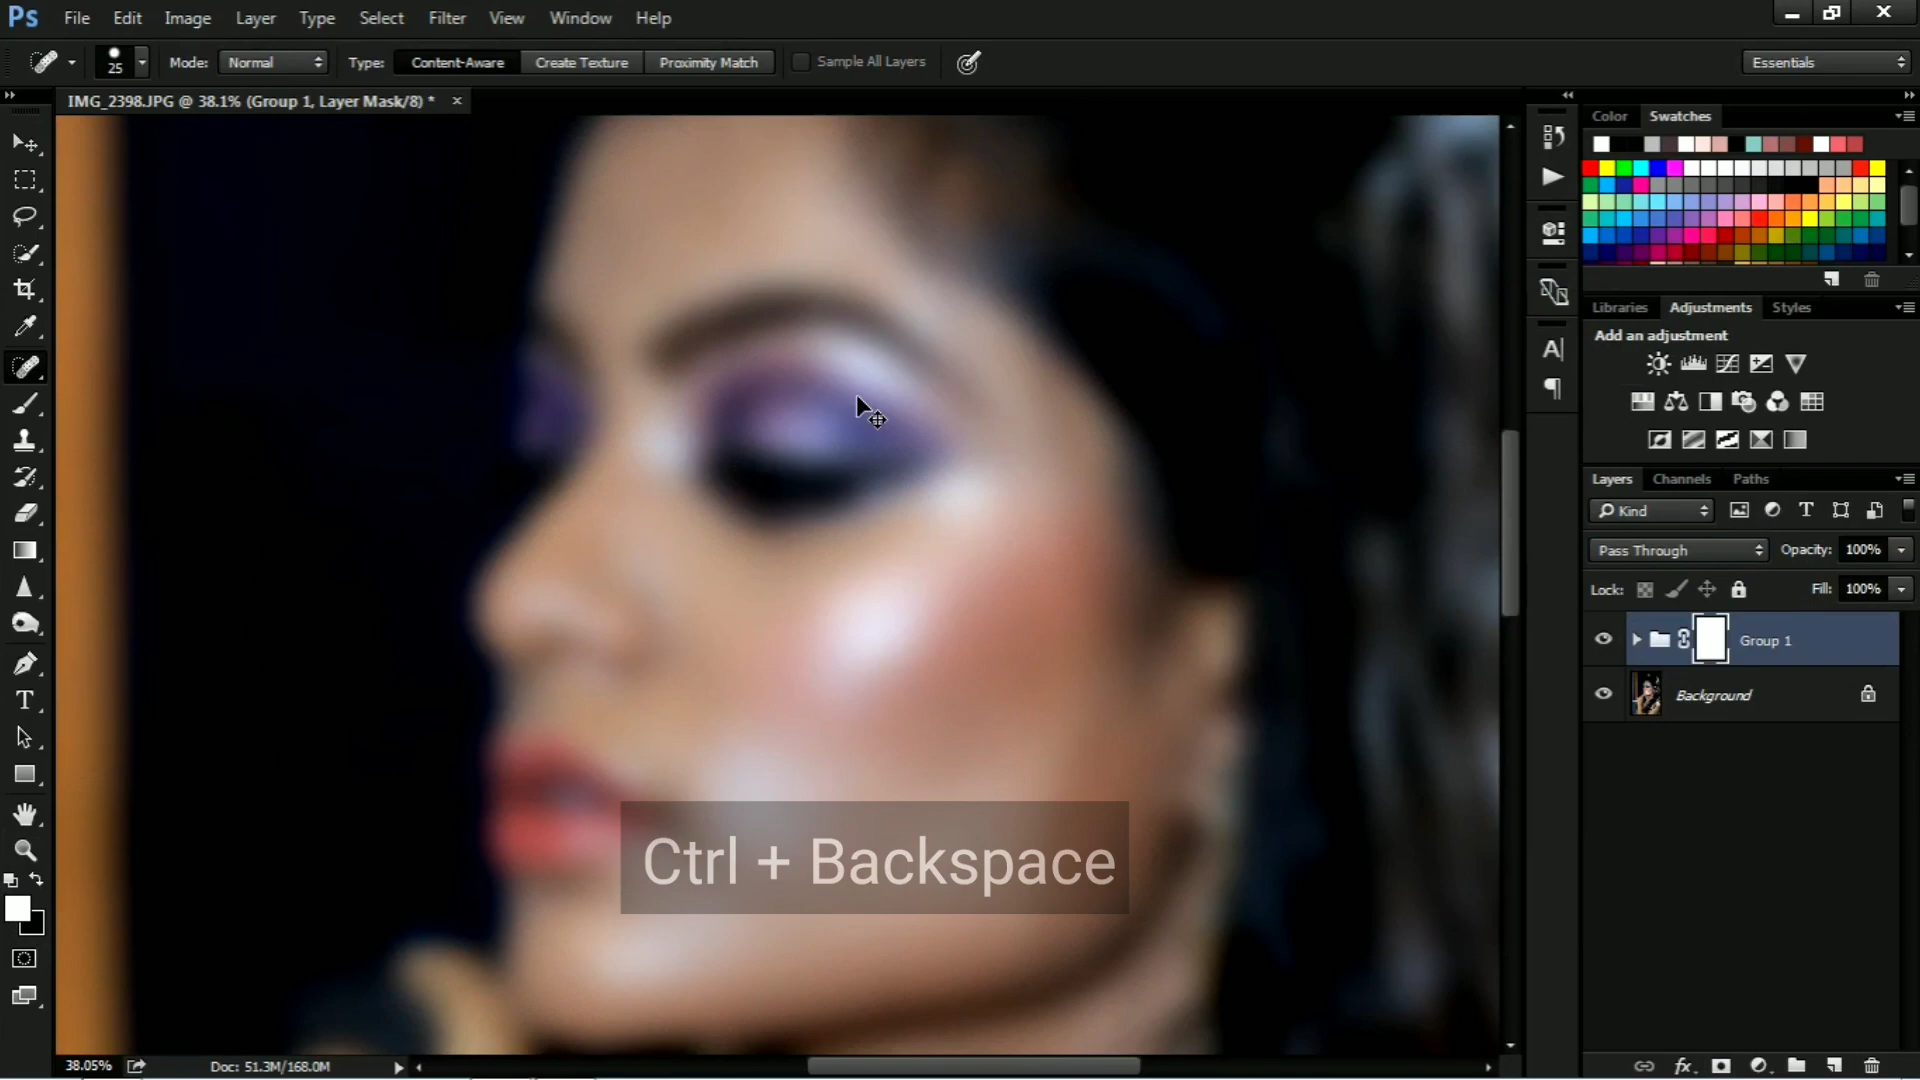 Ps File Edit Image Layer Type Select Filter View Window Help
25 Mode: Normal Type: Content-Aware Create Texture Proximity Match Sample All Layers Essentials
IMG_2398.JPG @ 38.1% (Group 1, Layer Mask/8) *
Color Swatches
Libraries Adjustments Styles
Add an adjustment
Layers Channels Paths
Kind
Pass Through Opacity: 100%
Lock: Fill: 100%
Group 1
Background
Ctrl + Backspace
38.05% Doc: 51.3M/168.0M